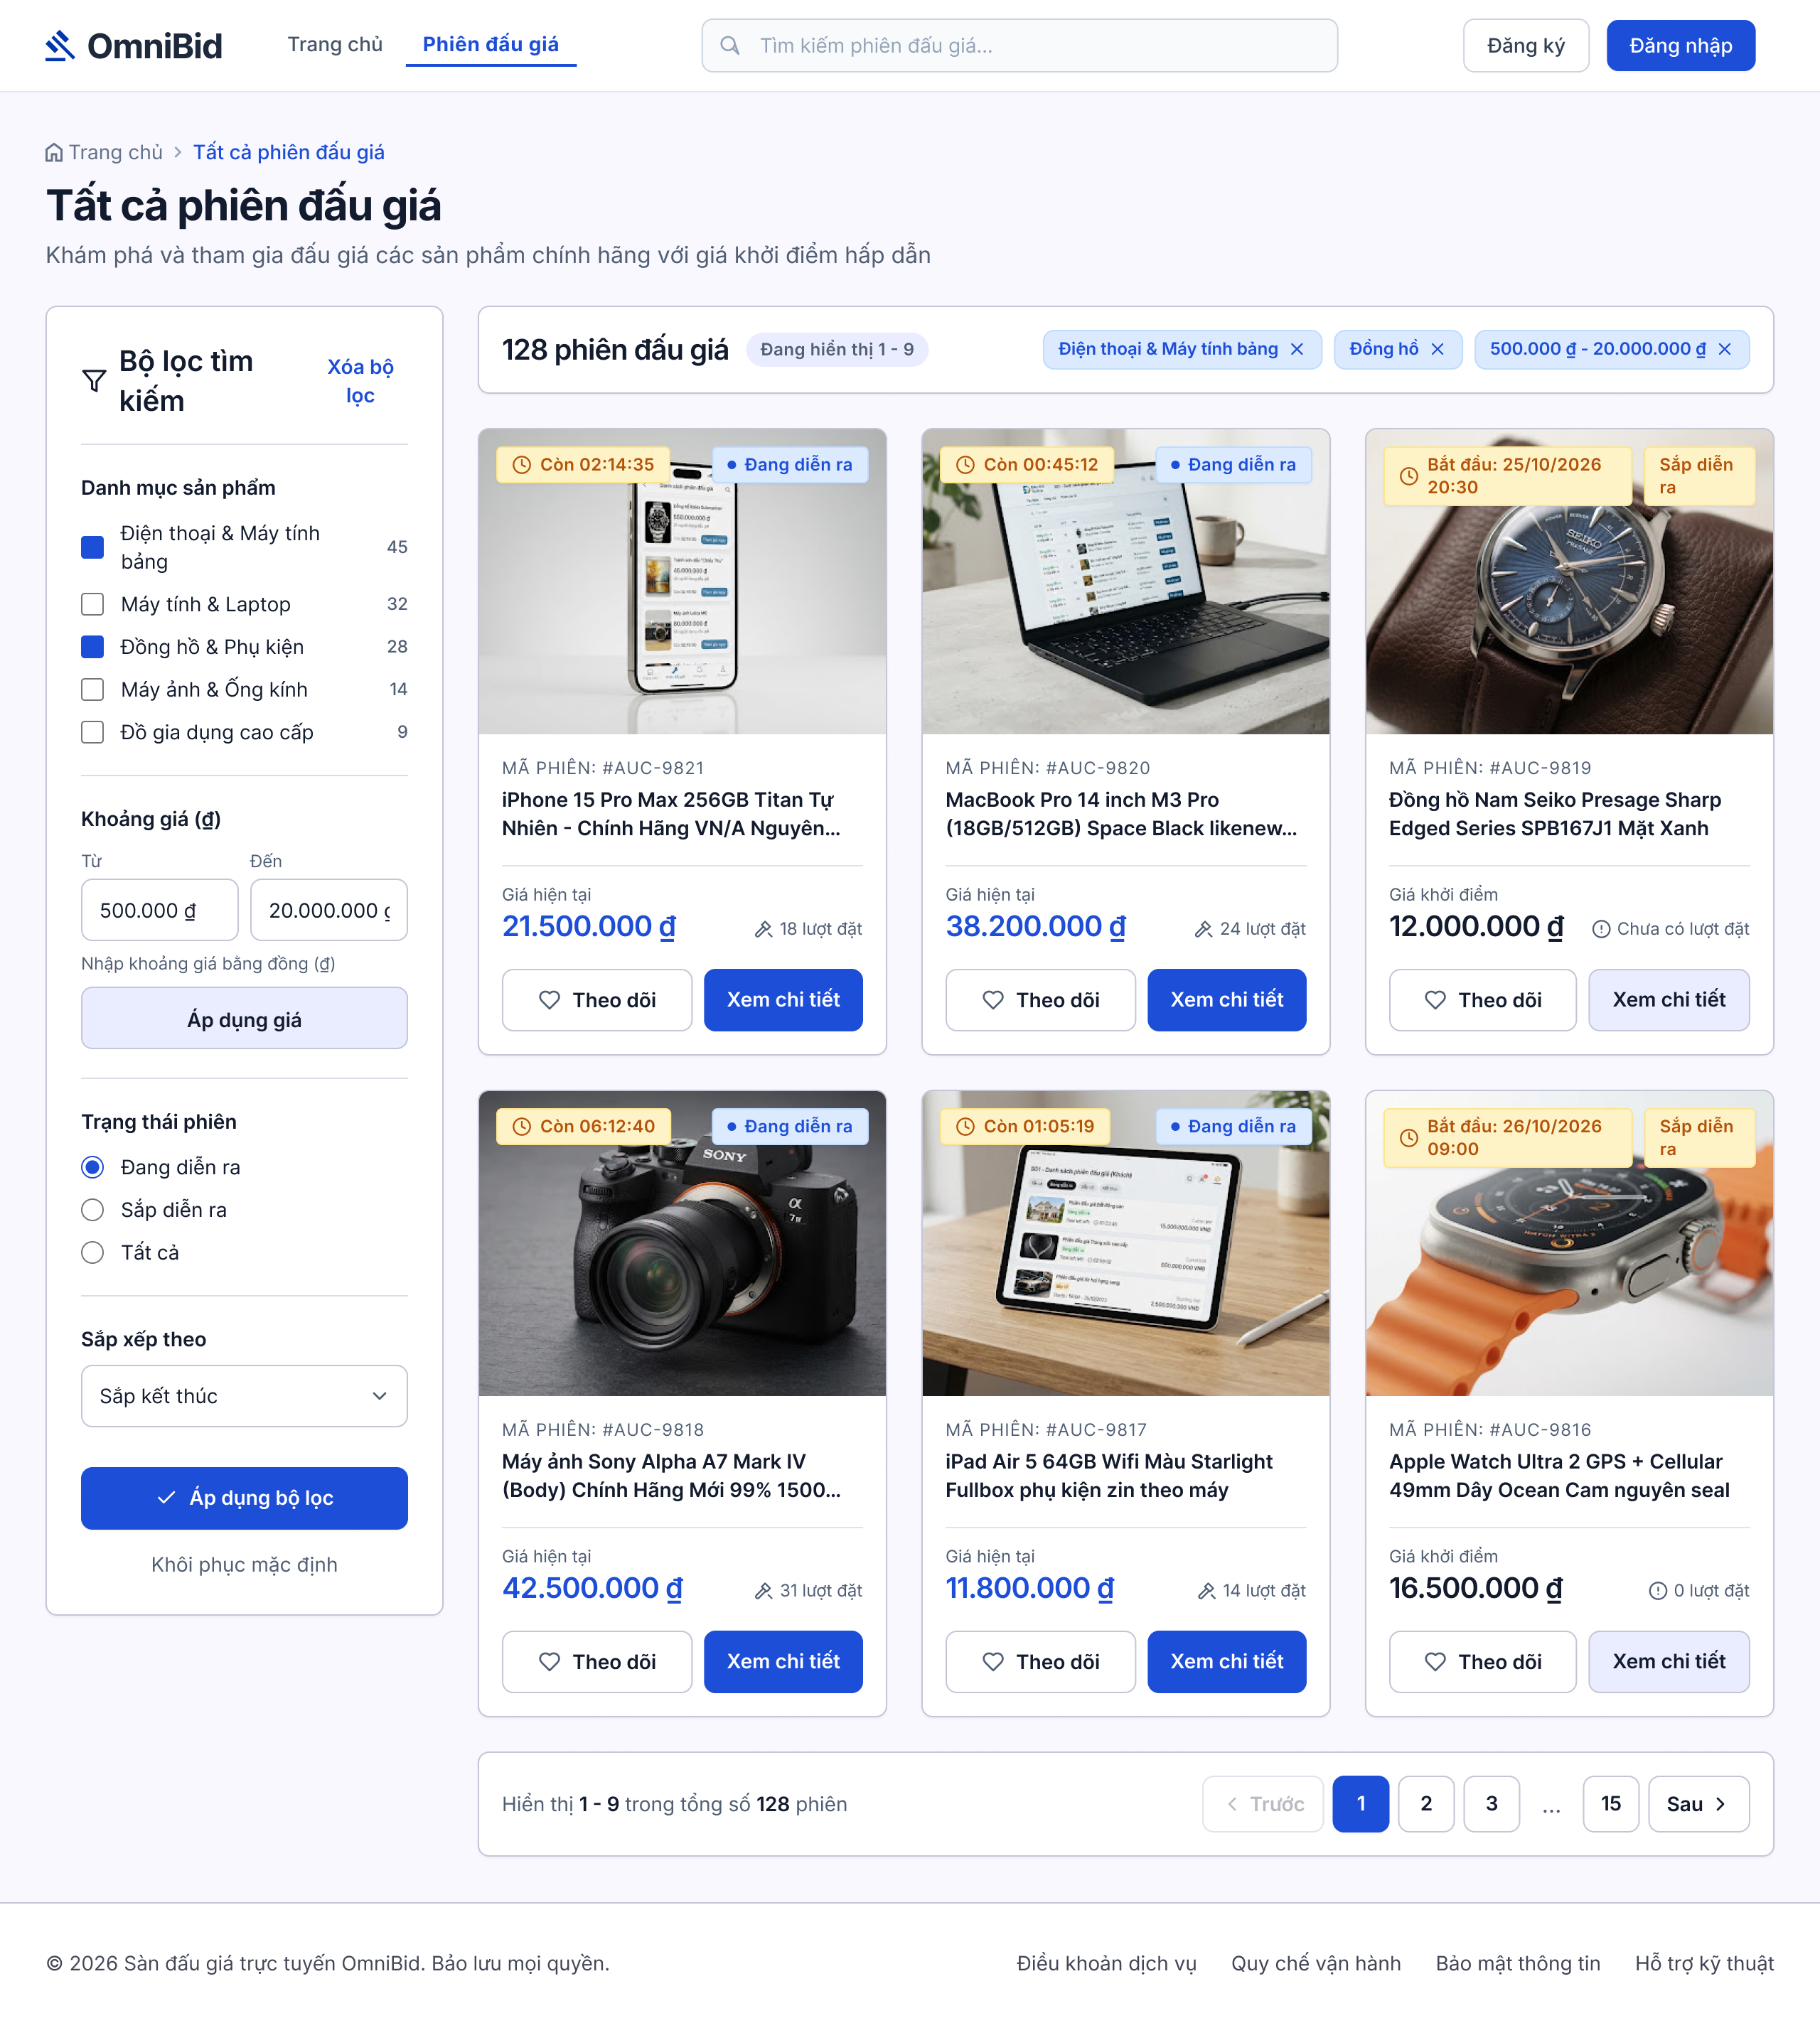 OmniBid
Trang chủ
Phiên đấu giá
Tìm kiếm phiên đấu giá...
Đăng ký
Đăng nhập
Trang chủ
Tất cả phiên đấu giá
Tất cả phiên đấu giá
Khám phá và tham gia đấu giá các sản phẩm chính hãng với giá khởi điểm hấp dẫn
Bộ lọc tìm
kiếm
Xóa bộ
lọc
Danh mục sản phẩm
Điện thoại & Máy tính
bảng
45
Máy tính & Laptop
32
Đồng hồ & Phụ kiện
28
Máy ảnh & Ống kính
14
Đồ gia dụng cao cấp
9
Khoảng giá (₫)
Từ
Đến
500.000 ₫
20.000.000
Nhập khoảng giá bằng đồng (₫)
Áp dụng giá
Trạng thái phiên
Đang diễn ra
Sắp diễn ra
Tất cả
Sắp xếp theo
Sắp kết thúc
Áp dụng bộ lọc
Khôi phục mặc định
128 phiên đấu giá
Đang hiển thị 1 - 9
Điện thoại & Máy tính bảng
Đồng hồ
500.000 ₫ - 20.000.000 ₫
Còn 02:14:35
Đang diễn ra
MÃ PHIÊN: #AUC-9821
iPhone 15 Pro Max 256GB Titan Tự
Nhiên - Chính Hãng VN/A Nguyên...
Giá hiện tại
21.500.000 ₫
18 lượt đặt
Theo dõi
Xem chi tiết
Còn 00:45:12
Đang diễn ra
MÃ PHIÊN: #AUC-9820
MacBook Pro 14 inch M3 Pro
(18GB/512GB) Space Black likenew...
Giá hiện tại
38.200.000 ₫
24 lượt đặt
Theo dõi
Xem chi tiết
Bắt đầu: 25/10/2026
20:30
Sắp diễn
ra
SEIKO
PRESAGE
MÃ PHIÊN: #AUC-9819
Đồng hồ Nam Seiko Presage Sharp
Edged Series SPB167J1 Mặt Xanh
Giá khởi điểm
12.000.000 ₫
Chưa có lượt đặt
Theo dõi
Xem chi tiết
Còn 06:12:40
Đang diễn ra
SONY
α
7 IV
MÃ PHIÊN: #AUC-9818
Máy ảnh Sony Alpha A7 Mark IV
(Body) Chính Hãng Mới 99% 1500...
Giá hiện tại
42.500.000 ₫
31 lượt đặt
Theo dõi
Xem chi tiết
Còn 01:05:19
Đang diễn ra
S01 - Danh sách phiên đấu giá (Khách)
MÃ PHIÊN: #AUC-9817
iPad Air 5 64GB Wifi Màu Starlight
Fullbox phụ kiện zin theo máy
Giá hiện tại
11.800.000 ₫
14 lượt đặt
Theo dõi
Xem chi tiết
Bắt đầu: 26/10/2026
09:00
Sắp diễn
ra
MÃ PHIÊN: #AUC-9816
Apple Watch Ultra 2 GPS + Cellular
49mm Dây Ocean Cam nguyên seal
Giá khởi điểm
16.500.000 ₫
0 lượt đặt
Theo dõi
Xem chi tiết
Hiển thị 1 - 9 trong tổng số 128 phiên
Trước
1
2
3
...
15
Sau
© 2026 Sàn đấu giá trực tuyến OmniBid. Bảo lưu mọi quyền.
Điều khoản dịch vụ
Quy chế vận hành
Bảo mật thông tin
Hỗ trợ kỹ thuật